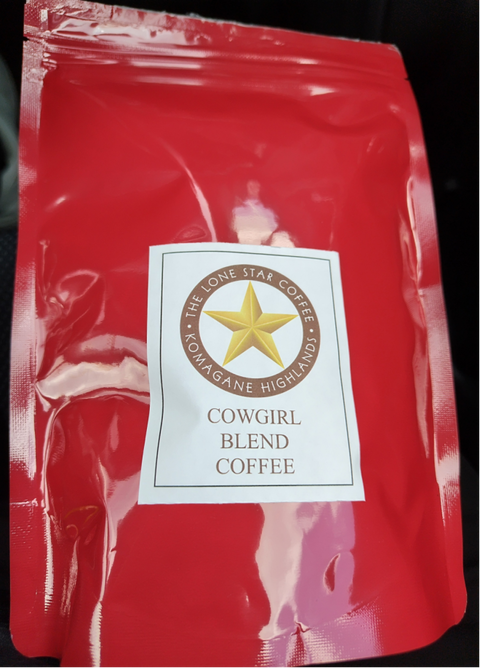 THE LONE STAR COFFEE
KOMAGANE HIGHLANDS
COWGIRL
BLEND
COFFEE